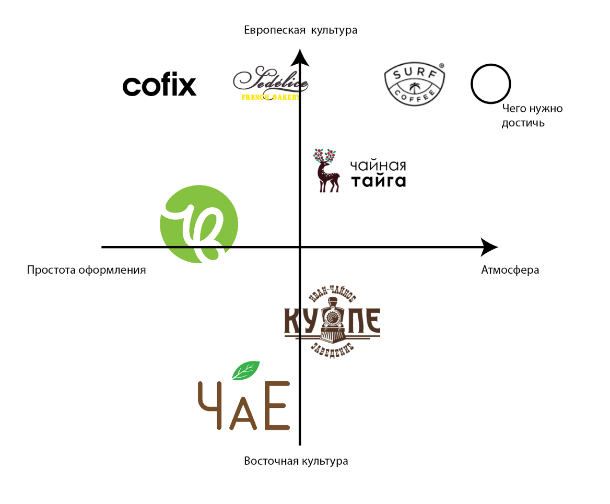 Европеская культура
cofix
Sedélice
FRENCH BAKERY
SURF
COFFEE
®
Чего нужно
достичь
чайная
тайга
Простота оформления
Атмосфера
ИВАН-ЧАЙНОЕ
КУПЕ
ЗАВЕДЕНИЕ
ЧАЕ
Восточная культура